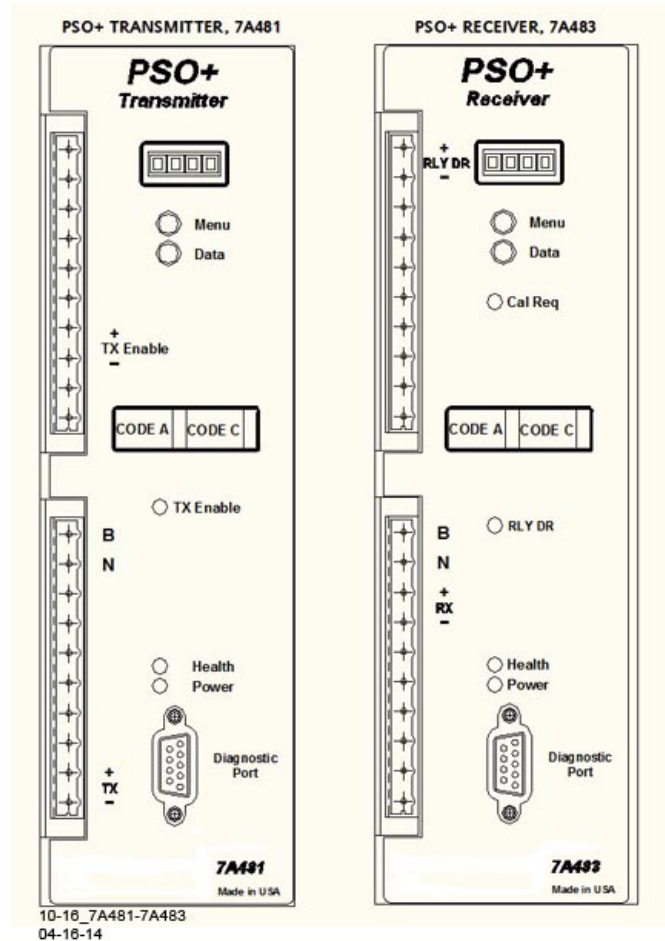 PSO+ TRANSMITTER, 7A481
PSO+
Transmitter
Menu
Data
+
TX Enable
−
CODE A CODE C
TX Enable
B
N
Health
Power
Diagnostic
Port
+
TX
−
7A481
Made in USA
PSO+ RECEIVER, 7A483
PSO+
Receiver
+
RLY DR
−
Menu
Data
Cal Req
CODE A CODE C
RLY DR
B
N
+
RX
−
Health
Power
Diagnostic
Port
7A483
Made in USA
10-16_7A481-7A483
04-16-14